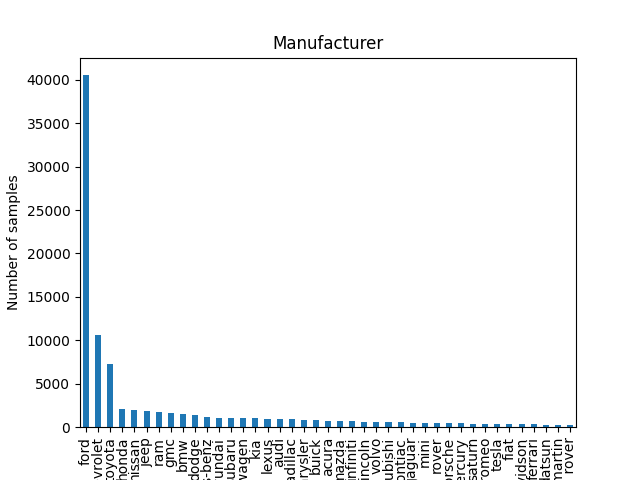 Manufacturer
Number of samples
40000
35000
30000
25000
20000
15000
10000
5000
0
ford
vrolet
oyota
honda
nissan
jeep
ram
gmc
bmw
dodge
s-benz
undai
ubaru
wagen
kia
lexus
audi
adillac
rysler
buick
acura
mazda
nfiniti
incoln
volvo
ubishi
ontiac
jaguar
mini
rover
orsche
ercury
saturn
romeo
tesla
fiat
vidson
ferrari
latsun
martin
rover